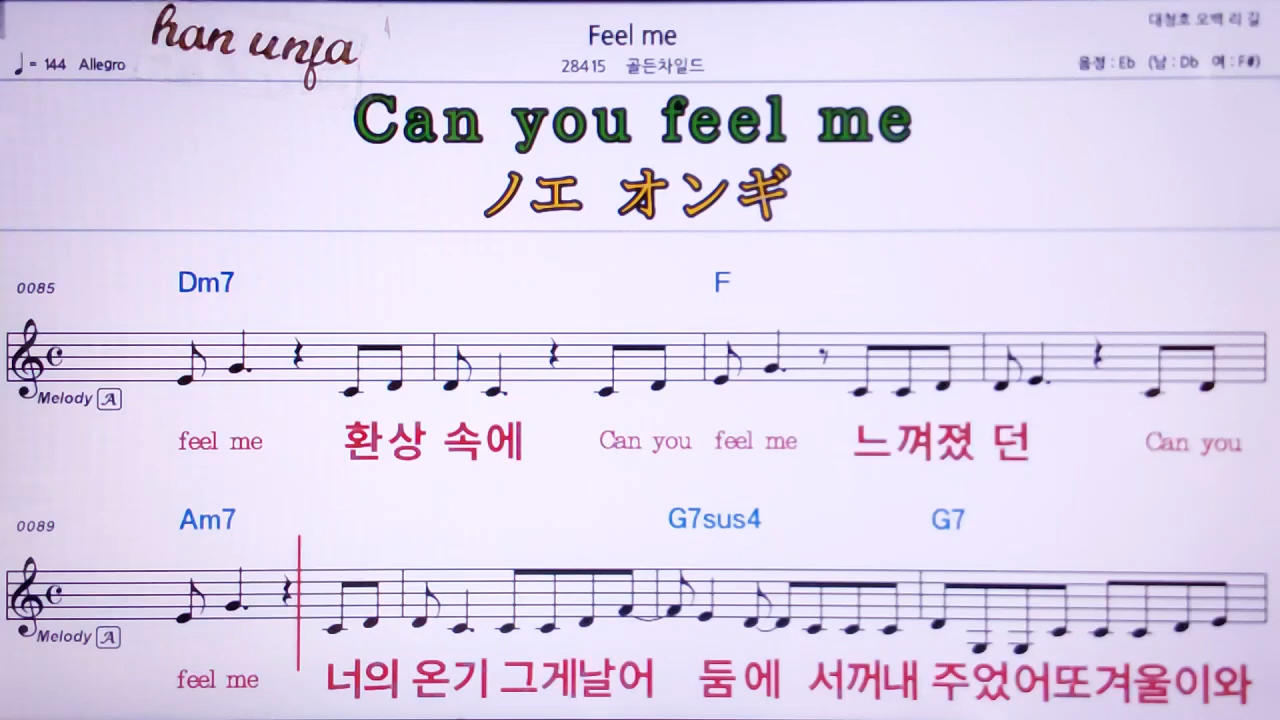 han unfa
Feel me
대청호 오백 리 길
♩= 144 Allegro
28415 골든차일드
음정 : Eb (남 : Db 여 : F#)
Can you feel me
ノエ オンギ
0085
Dm7 F
Melody A
feel me 환상 속에 Can you feel me 느껴졌 던 Can you
0089
Am7 G7sus4 G7
Melody A
feel me 너의 온기 그게날어 둠에 서꺼내 주었어또겨울이와